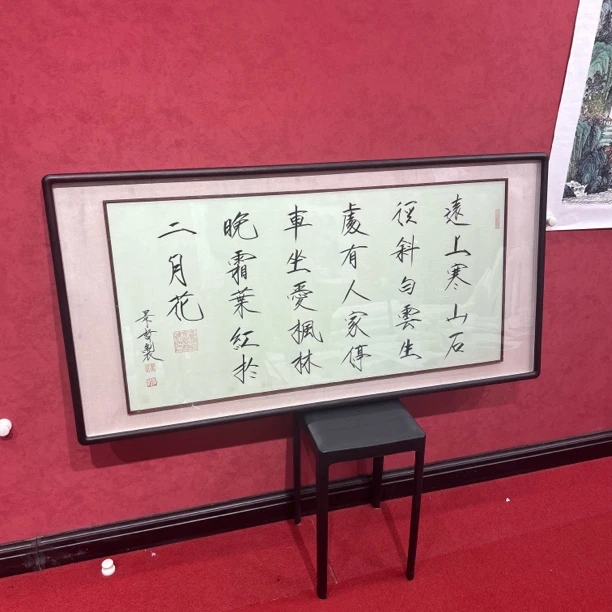 遠上寒山石
徑斜白雲生
處有人家停
車坐愛楓林
晚霜葉紅於
二月花